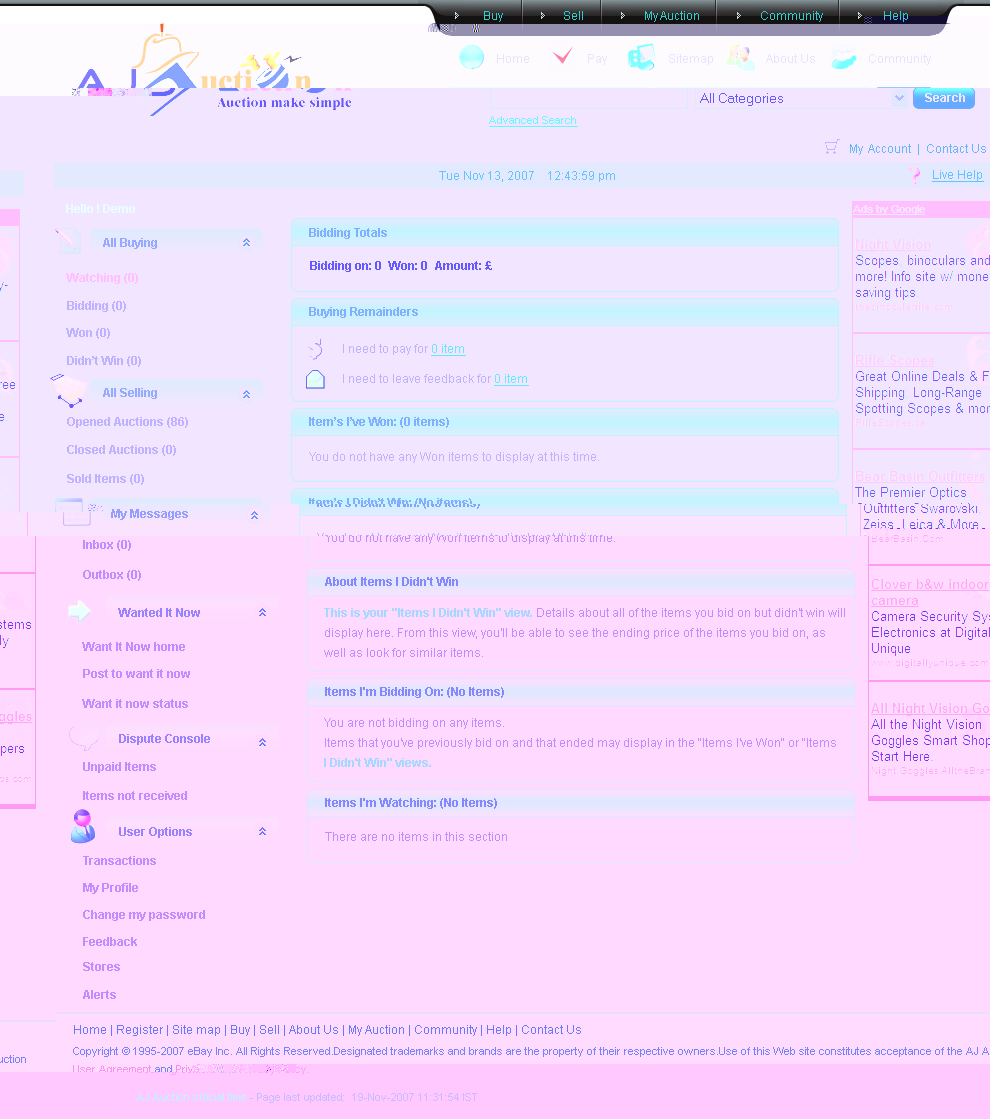 Buy Sell MyAuction Community Help
Home Pay Sitemap About Us Community
AJ Auction
Auction make simple
All Categories Search
Advanced Search
My Account | Contact Us
Tue Nov 13, 2007 12:43:59 pm
Live Help
Hello ! Demo
All Buying
Watching (0)
Bidding (0)
Won (0)
Didn't Win (0)
All Selling
Opened Auctions (86)
Closed Auctions (0)
Sold Items (0)
My Messages
Inbox (0)
Outbox (0)
Wanted It Now
Want It Now home
Post to want it now
Want it now status
Dispute Console
Unpaid Items
Items not received
User Options
Transactions
My Profile
Change my password
Feedback
Stores
Alerts
Bidding Totals
Bidding on: 0 Won: 0 Amount: £
Buying Remainders
I need to pay for 0 item
I need to leave feedback for 0 item
Item's I've Won: (0 items)
You do not have any Won items to display at this time.
Item's I Didn't Win: (No items)
You do not have any Won items to display at this time.
About Items I Didn't Win
This is your "Items I Didn't Win" view. Details about all of the items you bid on but didn't win will
display here. From this view, you'll be able to see the ending price of the items you bid on, as
well as look for similar items.
Items I'm Bidding On: (No Items)
You are not bidding on any items.
Items that you've previously bid on and that ended may display in the "Items I've Won" or "Items
I Didn't Win" views.
Items I'm Watching: (No Items)
There are no items in this section
Ads by Google
Night Vision
Scopes, binoculars and
more! Info site w/ mone
saving tips
Rifle Scopes
Great Online Deals & F
Shipping. Long-Range
Spotting Scopes & mor
Bear Basin Outfitters
The Premier Optics
Outfitters Swarovski,
Zeiss, Leica & More
BearBasin.Com
Clover b&w indoor
camera
Camera Security Sys
Electronics at Digital
Unique
www.digitallyunique.com
All Night Vision Go
All the Night Vision
Goggles Smart Shop
Start Here.
Night-Goggles.AlltheBran
ree
e
stems
ly
ggles
pers
Home | Register | Site map | Buy | Sell | About Us | My Auction | Community | Help | Contact Us
Copyright © 1995-2007 eBay Inc. All Rights Reserved.Designated trademarks and brands are the property of their respective owners.Use of this Web site constitutes acceptance of the AJ A
uction
User Agreement and
- Page last updated: 19-Nov-2007 11:31:54 IST